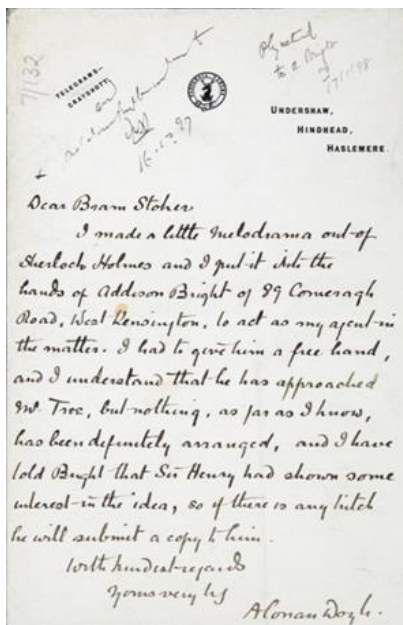 7/132
TELEGRAMS-
GRAYSHOTT.
UNDERSHAW,
HINDHEAD,
HASLEMERE.
Dear Bram Stoker
I made a little Melodrama out of
Sherlock Holmes and I put it into the
hands of Addison Bright of 89 Comeragh
Road, West Kensington, to act as my agent in
the matter. I had to give him a free hand,
and I understand that he has approached
Mr Tree, but nothing, as far as I know,
has been definitely arranged, and I have
told Bright that Sir Henry had shown some
interest in the idea, so if there is any hitch
he will submit a copy to him.
With kindest regards
Yours very
A Conan Doyle.